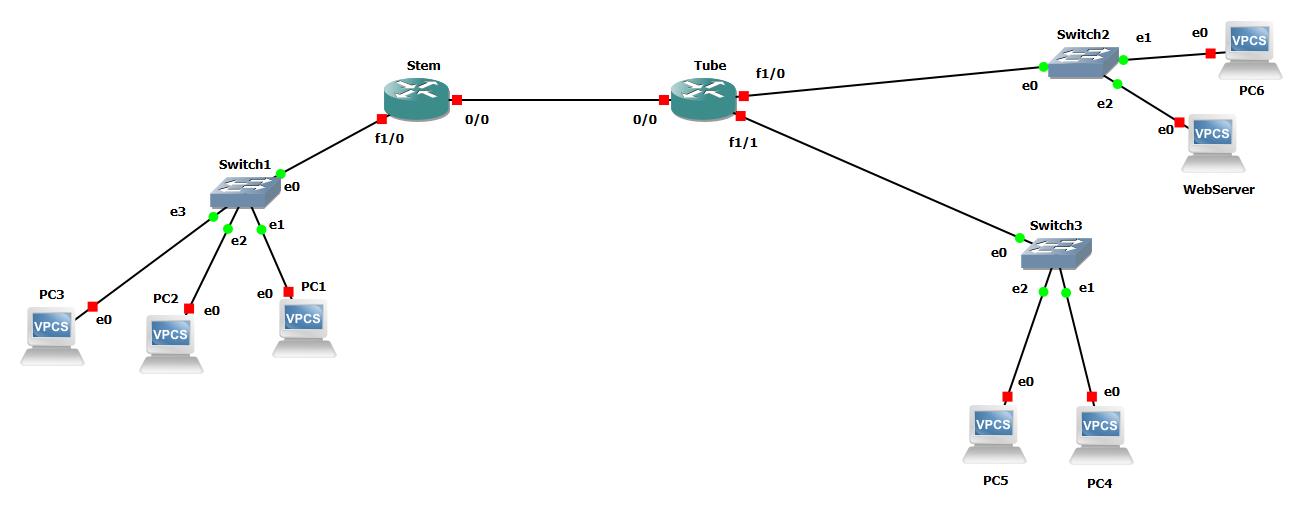 Switch2
e1
e0
VPCS
PC6
e0
e2
e0
VPCS
WebServer
Stem
0/0
f1/0
Tube
0/0
f1/0
f1/1
Switch1
e0
e3
e2
e1
PC3
e0
VPCS
PC2
e0
VPCS
e0
PC1
VPCS
Switch3
e0
e2
e1
e0
VPCS
PC5
e0
VPCS
PC4